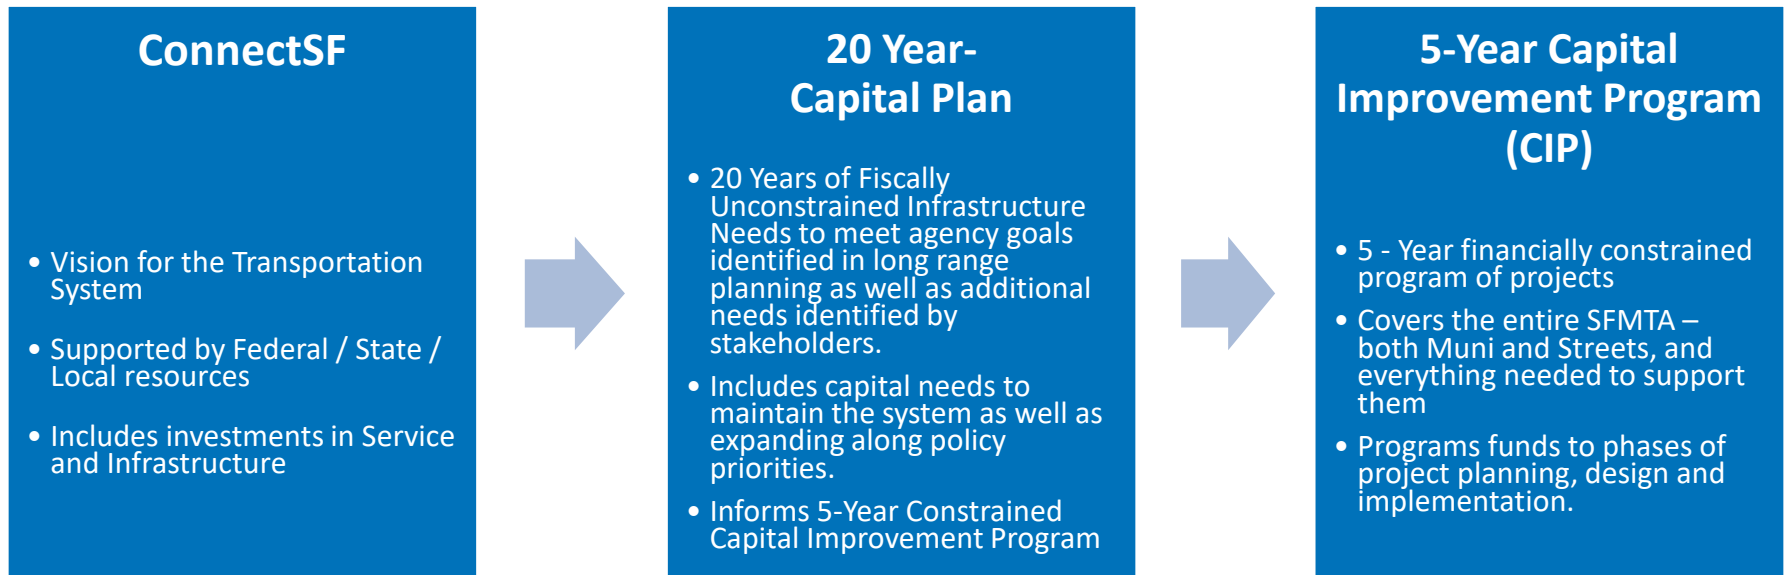 ConnectSF
• Vision for the Transportation
System
• Supported by Federal / State /
Local resources
• Includes investments in Service
and Infrastructure
20 Year-
Capital Plan
• 20 Years of Fiscally
Unconstrained Infrastructure
Needs to meet agency goals
identified in long range
planning as well as additional
needs identified by
stakeholders.
• Includes capital needs to
maintain the system as well as
expanding along policy
priorities.
• Informs 5-Year Constrained
Capital Improvement Program
5-Year Capital
Improvement Program
(CIP)
• 5 - Year financially constrained
program of projects
• Covers the entire SFMTA –
both Muni and Streets, and
everything needed to support
them
• Programs funds to phases of
project planning, design and
implementation.